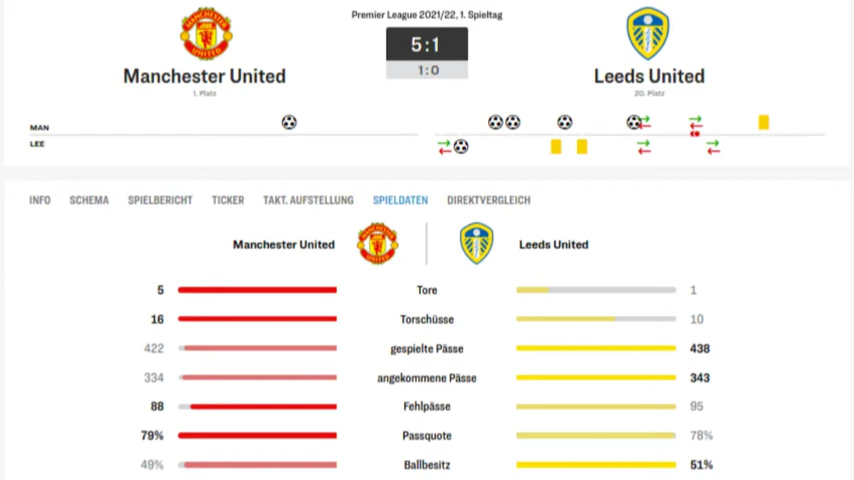 Premier League 2021/22, 1. Spieltag
5:1
1:0
Manchester United
1. Platz
Leeds United
20. Platz
MAN
LEE
INFO SCHEMA SPIELBERICHT TICKER TAKT. AUFSTELLUNG SPIELDATEN DIREKTVERGLEICH
Manchester United Leeds United
5 Tore 1
16 Torschüsse 10
422 gespielte Pässe 438
334 angekommene Pässe 343
88 Fehlpässe 95
79% Passquote 78%
49% Ballbesitz 51%